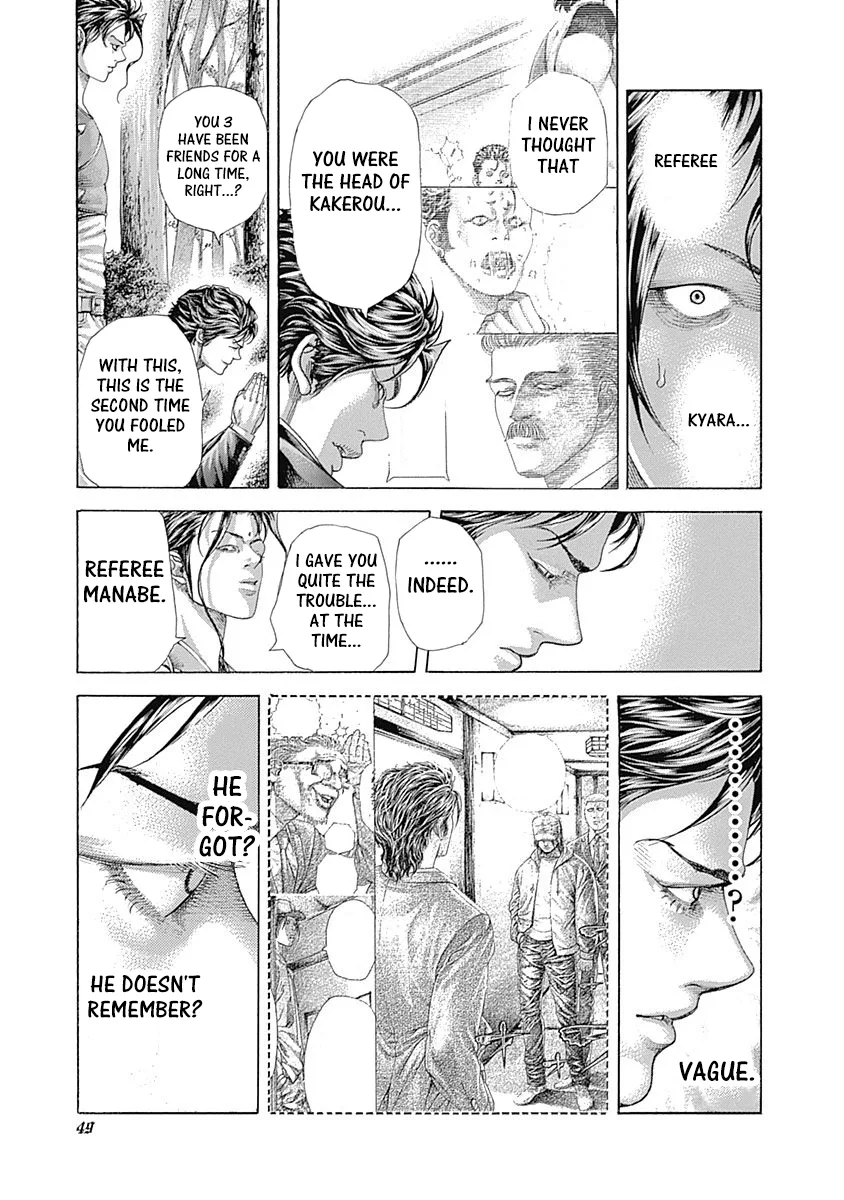 REFEREE
KYARA...
I NEVER
THOUGHT
THAT
YOU WERE
THE HEAD OF
KAKEROU...
YOU 3
HAVE BEEN
FRIENDS FOR A
LONG TIME,
RIGHT...?
WITH THIS,
THIS IS THE
SECOND TIME
YOU FOOLED
ME.
......
INDEED.
I GAVE YOU
QUITE THE
TROUBLE...
AT THE
TIME...
REFEREE
MANABE.
..........?
VAGUE.
HE
FOR-
GOT?
HE DOESN'T
REMEMBER?
49